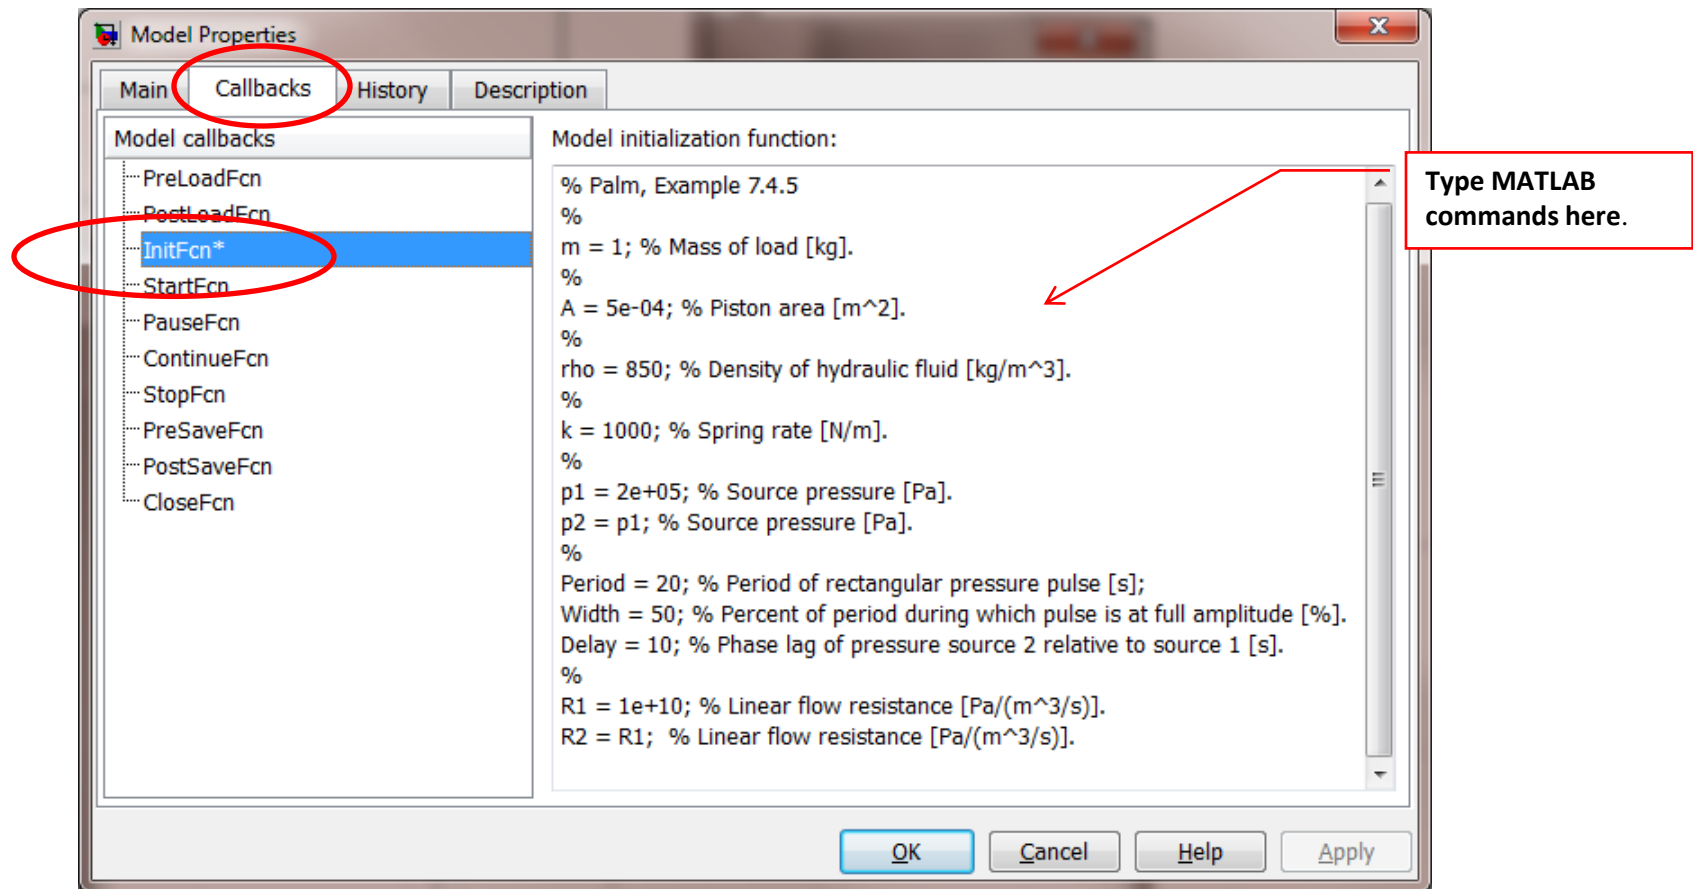 Model Properties
Main
Callbacks
History
Description
Model callbacks
PreLoadFcn
PostLoadFcn
InitFcn*
StartFcn
PauseFcn
ContinueFcn
StopFcn
PreSaveFcn
PostSaveFcn
CloseFcn
Model initialization function:
% Palm, Example 7.4.5
%
m = 1; % Mass of load [kg].
%
A = 5e-04; % Piston area [m^2].
%
rho = 850; % Density of hydraulic fluid [kg/m^3].
%
k = 1000; % Spring rate [N/m].
%
p1 = 2e+05; % Source pressure [Pa].
p2 = p1; % Source pressure [Pa].
%
Period = 20; % Period of rectangular pressure pulse [s];
Width = 50; % Percent of period during which pulse is at full amplitude [%].
Delay = 10; % Phase lag of pressure source 2 relative to source 1 [s].
%
R1 = 1e+10; % Linear flow resistance [Pa/(m^3/s)].
R2 = R1;  % Linear flow resistance [Pa/(m^3/s)].
Type MATLAB
commands here.
OK
Cancel
Help
Apply